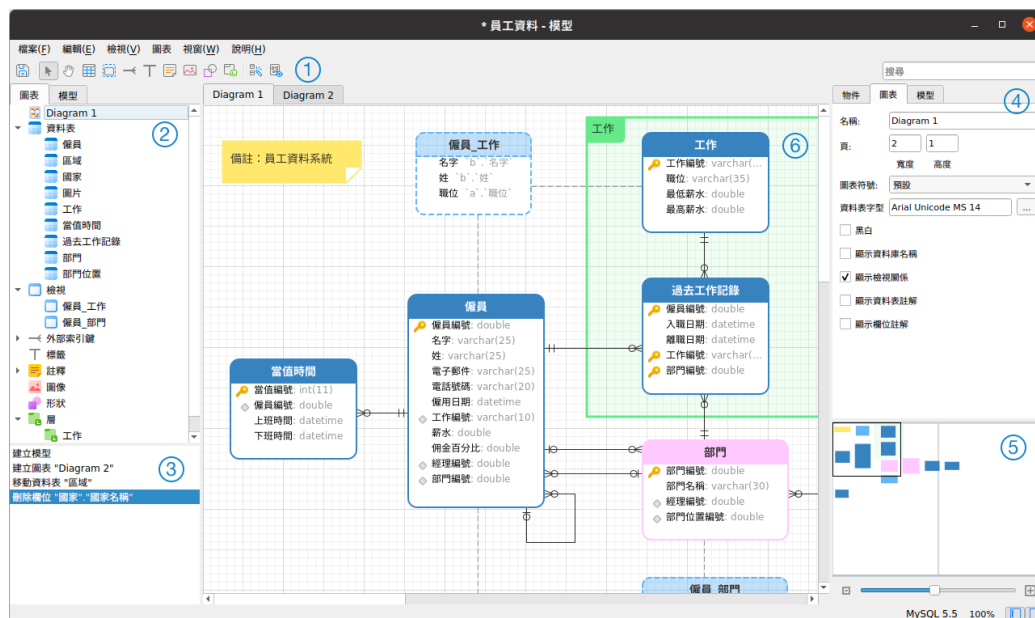 * 員工資料 - 模型
檔案(F) 編輯(E) 檢視(V) 圖表 視窗(W) 說明(H)
①
搜尋
圖表 模型
Diagram 1
資料表
僱員
區域
國家
圖片
工作
當值時間
過去工作記錄
部門
部門位置
檢視
僱員_工作
僱員_部門
外部索引鍵
標籤
註釋
圖像
形狀
層
工作
②
建立模型
建立圖表 "Diagram 2"
移動資料表 "區域"
刪除欄位 "國家"."國家名稱"
③
Diagram 1 Diagram 2
備註：員工資料系統
僱員_工作
名字 `b`.`名字`
姓 `b`.`姓`
職位 `a`.`職位`
工作
工作
工作編號: varchar(...
職位: varchar(35)
最低薪水: double
最高薪水: double
⑥
過去工作記錄
僱員編號: double
入職日期: datetime
離職日期: datetime
工作編號: varchar(...
部門編號: double
僱員
僱員編號: double
名字: varchar(25)
姓: varchar(25)
電子郵件: varchar(25)
電話號碼: varchar(20)
僱用日期: datetime
工作編號: varchar(10)
薪水: double
佣金百分比: double
經理編號: double
部門編號: double
當值時間
當值編號: int(11)
僱員編號: double
上班時間: datetime
下班時間: datetime
部門
部門編號: double
部門名稱: varchar(30)
經理編號: double
部門位置編號: double
僱員_部門
物件 圖表 模型
④
名稱: Diagram 1
頁: 2 1
寬度 高度
圖表符號: 預設
資料表字型 Arial Unicode MS 14 ...
黑白
顯示資料庫名稱
顯示檢視關係
顯示資料表註解
顯示欄位註解
⑤
MySQL 5.5 100%